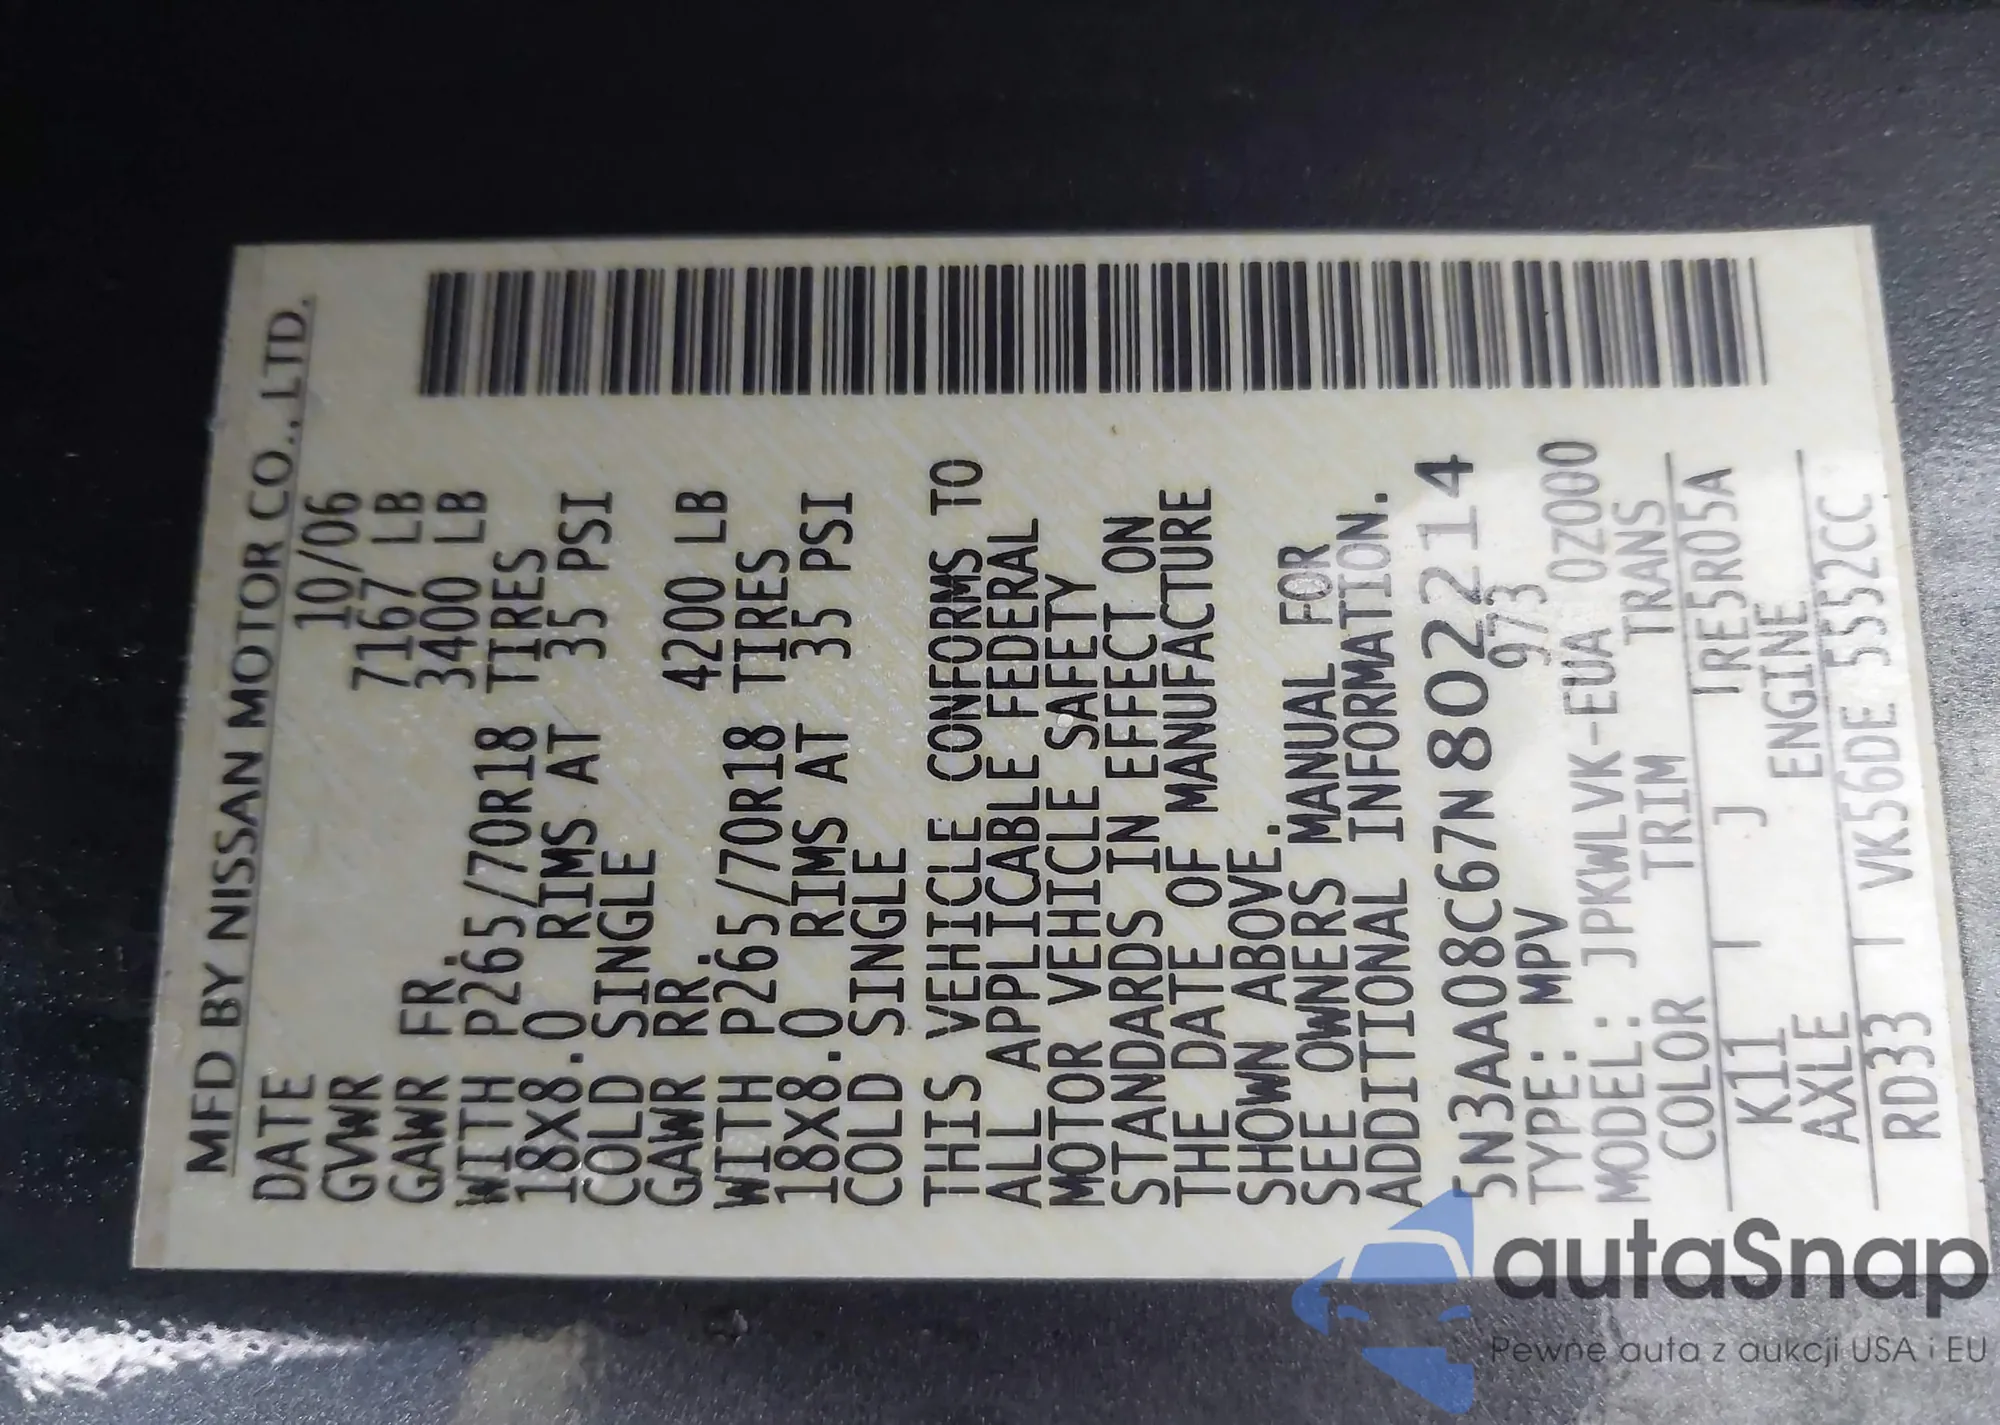 MFD BY NISSAN MOTOR CO., LTD.
DATE 10/06
GVWR 7167 LB
GAWR FR. 3400 LB
WITH P265/70R18 TIRES
18X8.0 RIMS AT 35 PSI
COLD SINGLE
GAWR RR. 4200 LB
WITH P265/70R18 TIRES
18X8.0 RIMS AT 35 PSI
COLD SINGLE
THIS VEHICLE CONFORMS TO
ALL APPLICABLE FEDERAL
MOTOR VEHICLE SAFETY
STANDARDS IN EFFECT ON
THE DATE OF MANUFACTURE
SHOWN ABOVE.
SEE OWNERS MANUAL FOR
ADDITIONAL INFORMATION.
5N3AA08C67N802214
TYPE: MPV 973
MODEL: JPKWLVK-EUA 0Z000
COLOR TRIM TRANS
K11 J RE5R05A
AXLE ENGINE
RD33 VK56DE 5552CC
autaSnap
Pewne auta z aukcji USA i EU